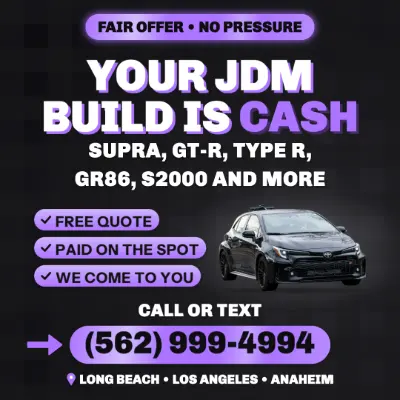 FAIR OFFER • NO PRESSURE
YOUR JDM
BUILD IS CASH
SUPRA, GT-R, TYPE R,
GR86, S2000 AND MORE
FREE QUOTE
PAID ON THE SPOT
WE COME TO YOU
CALL OR TEXT
(562) 999-4994
LONG BEACH • LOS ANGELES • ANAHEIM